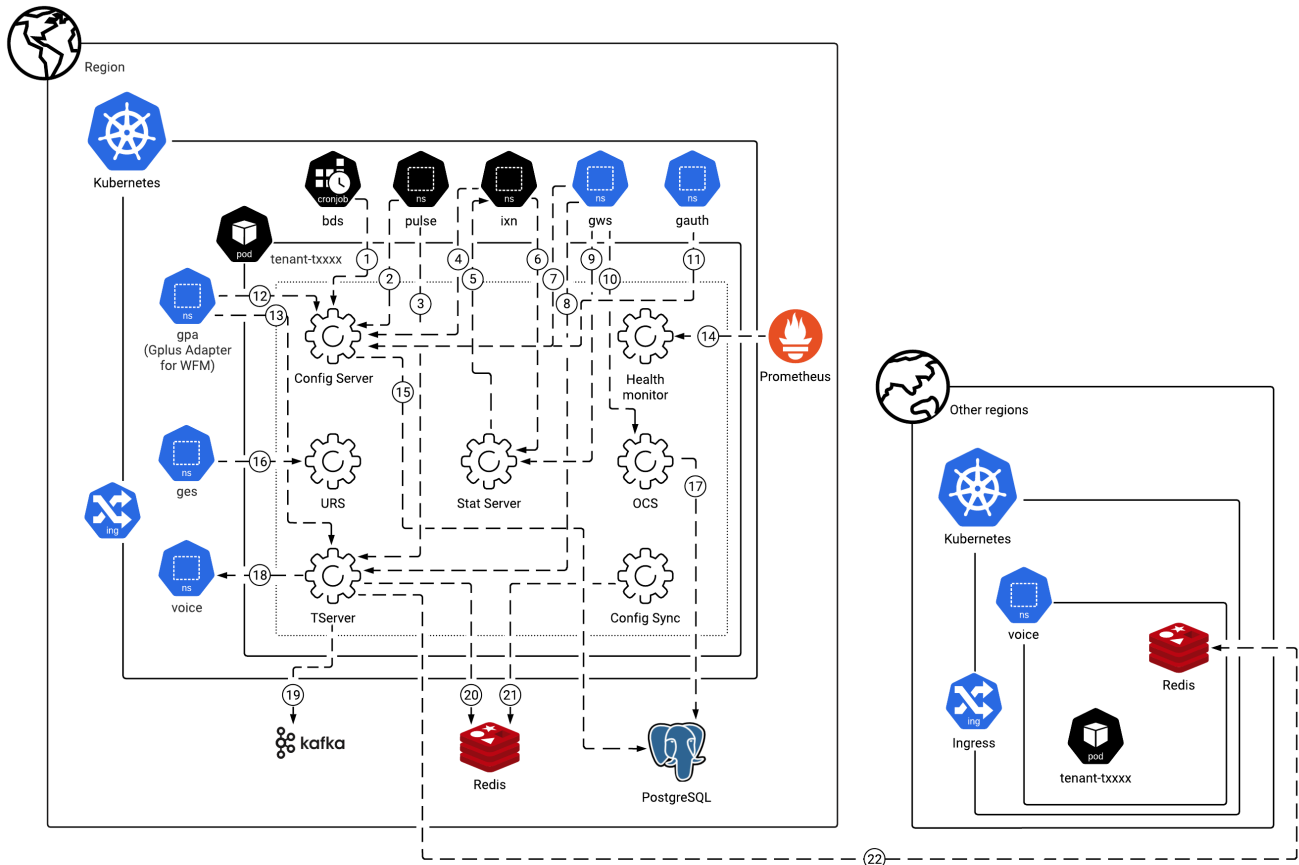 Region
Kubernetes
cronjob
bds
ns
pulse
ns
ixn
ns
gws
ns
gauth
pod
tenant-txxxx
1
2
3
4
5
6
7
8
9
10
11
ns
gpa
(Gplus Adapter
for WFM)
12
13
Config Server
Health
monitor
14
Prometheus
15
ns
ges
16
URS
Stat Server
OCS
17
ing
ns
voice
18
TServer
Config Sync
19
kafka
20
21
Redis
PostgreSQL
22
Other regions
Kubernetes
ns
voice
Redis
ing
Ingress
pod
tenant-txxxx